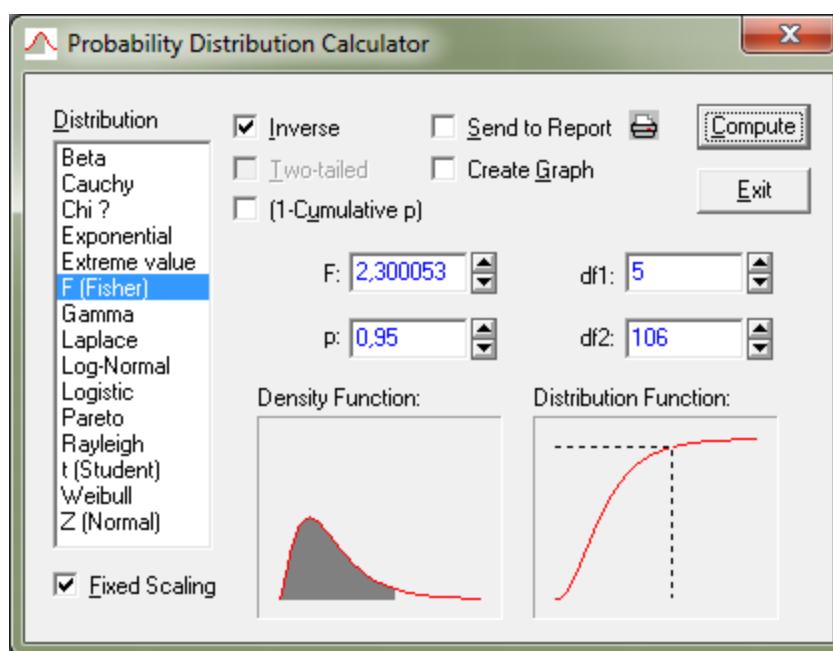 Probability Distribution Calculator
Distribution
Inverse
Send to Report
Compute
Two-tailed
Create Graph
Exit
(1-Cumulative p)
Beta
Cauchy
Chi ?
Exponential
Extreme value
F (Fisher)
Gamma
Laplace
Log-Normal
Logistic
Pareto
Rayleigh
t (Student)
Weibull
Z (Normal)
F: 2,300053
df1: 5
p: 0,95
df2: 106
Density Function:
Distribution Function:
Fixed Scaling